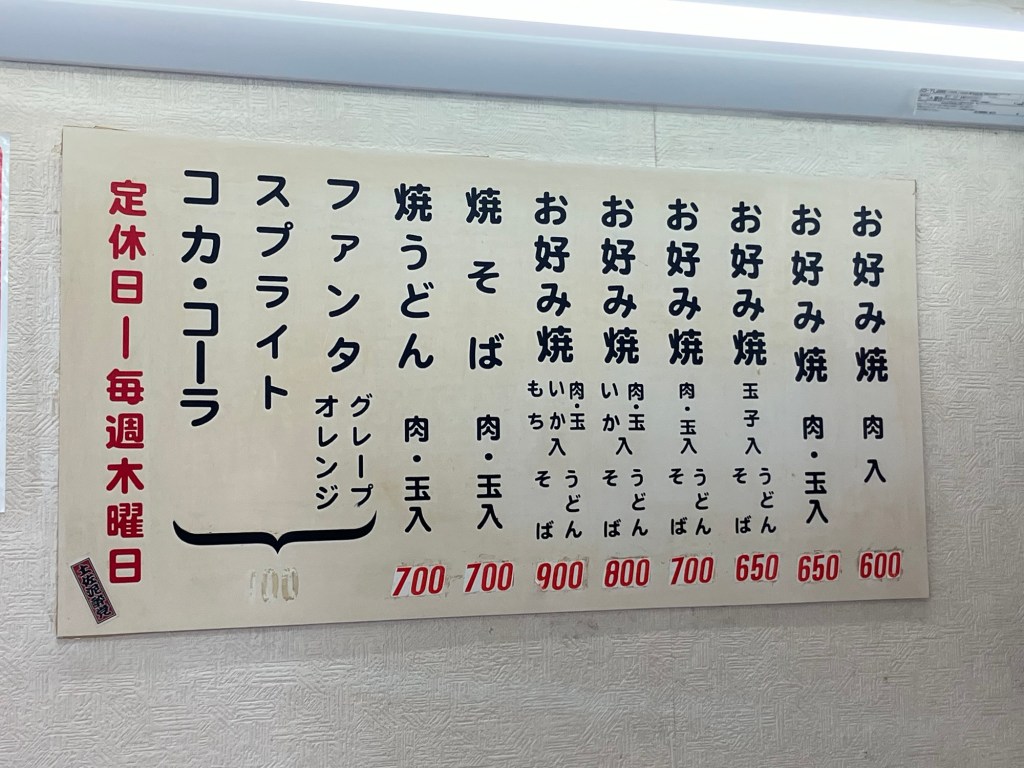 お好み焼 肉入 600
お好み焼 肉・玉入 650
お好み焼 玉子入 うどん そば 650
お好み焼 肉・玉入 うどん そば 700
お好み焼 肉・玉 いか入 うどん そば 800
お好み焼 肉・玉 いか入 もち うどん そば 900
焼そば 肉・玉入 700
焼うどん 肉・玉入 700
ファンタ グレープ オレンジ
スプライト
コカ・コーラ
定休日ー毎週木曜日